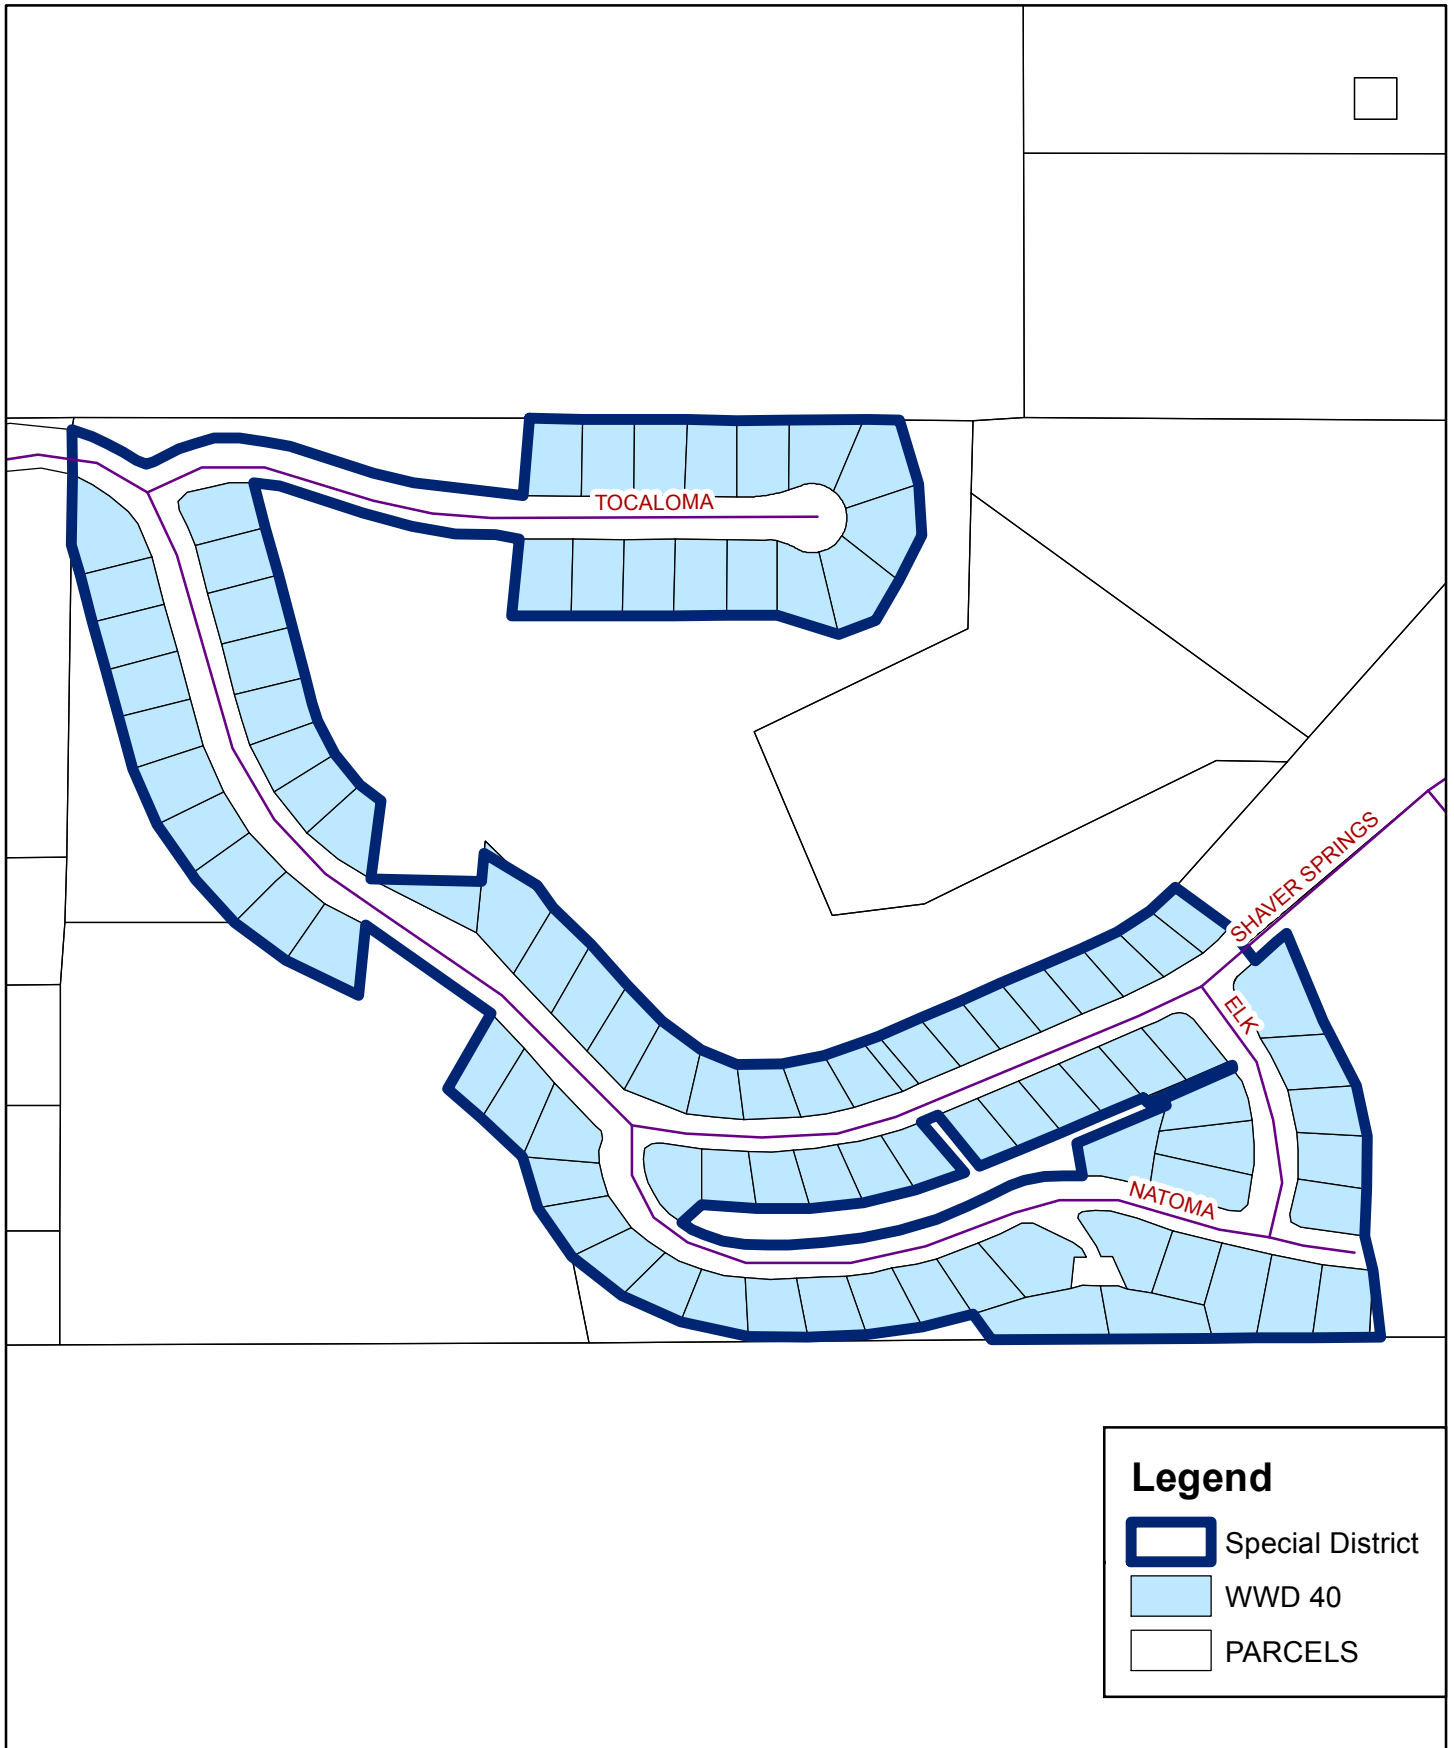 TOCALOMA
SHAVER SPRINGS
ELK
NATOMA
Legend
Special District
WWD 40
PARCELS